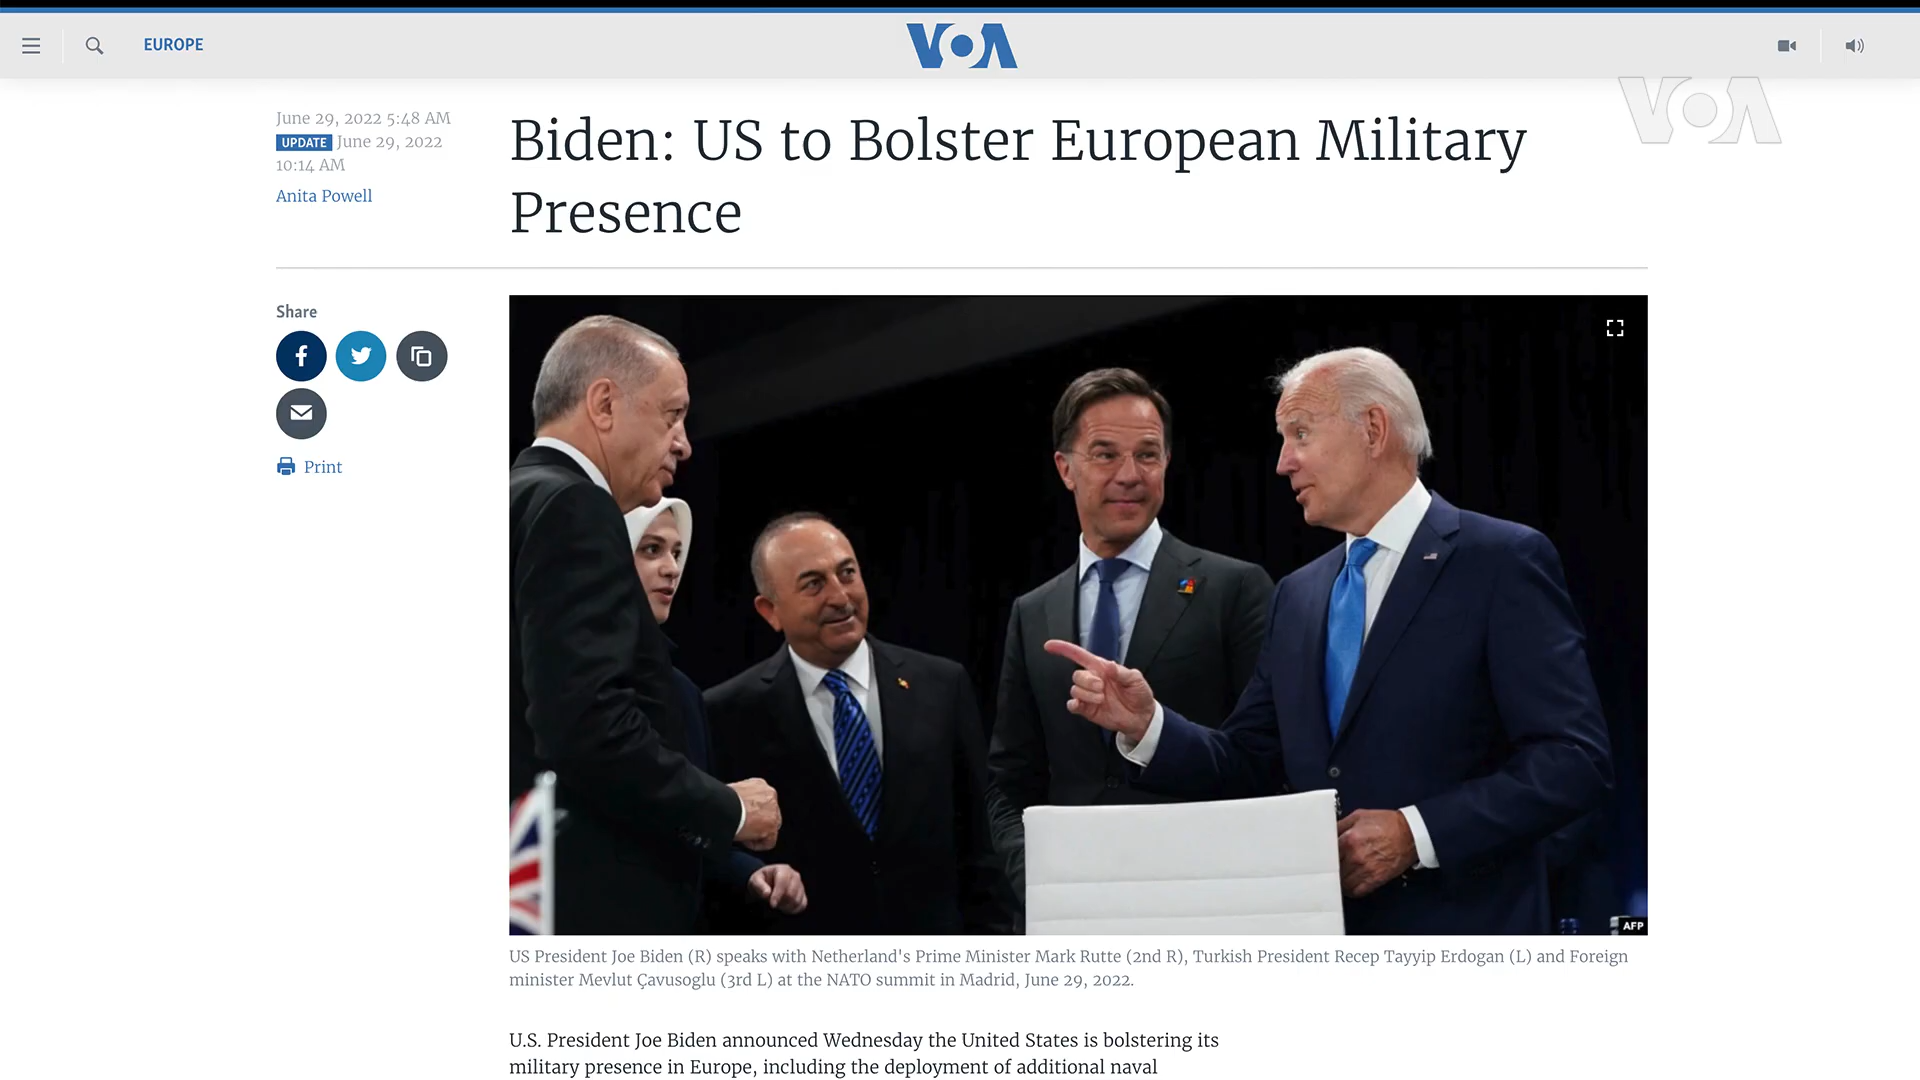 EUROPE
VOA
VOA
June 29, 2022 5:48 AM
UPDATE June 29, 2022
10:14 AM
Anita Powell
Biden: US to Bolster European Military
Presence
Share
Print
AFP
US President Joe Biden (R) speaks with Netherland's Prime Minister Mark Rutte (2nd R), Turkish President Recep Tayyip Erdogan (L) and Foreign
minister Mevlut Çavusoglu (3rd L) at the NATO summit in Madrid, June 29, 2022.
U.S. President Joe Biden announced Wednesday the United States is bolstering its
military presence in Europe, including the deployment of additional naval